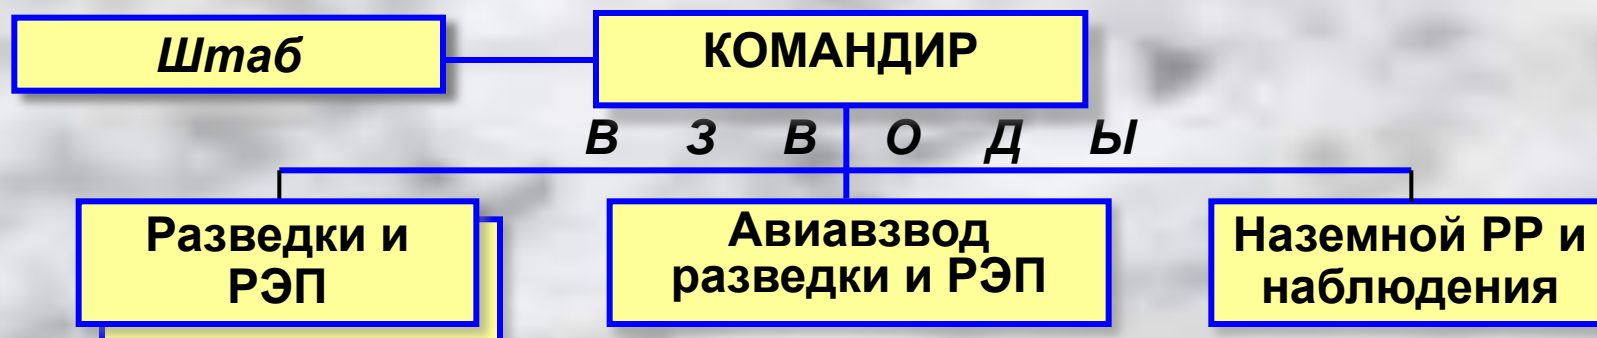 Штаб
КОМАНДИР
В З В О Д Ы
Разведки и
РЭП
Авиавзвод
разведки и РЭП
Наземной РР и
наблюдения